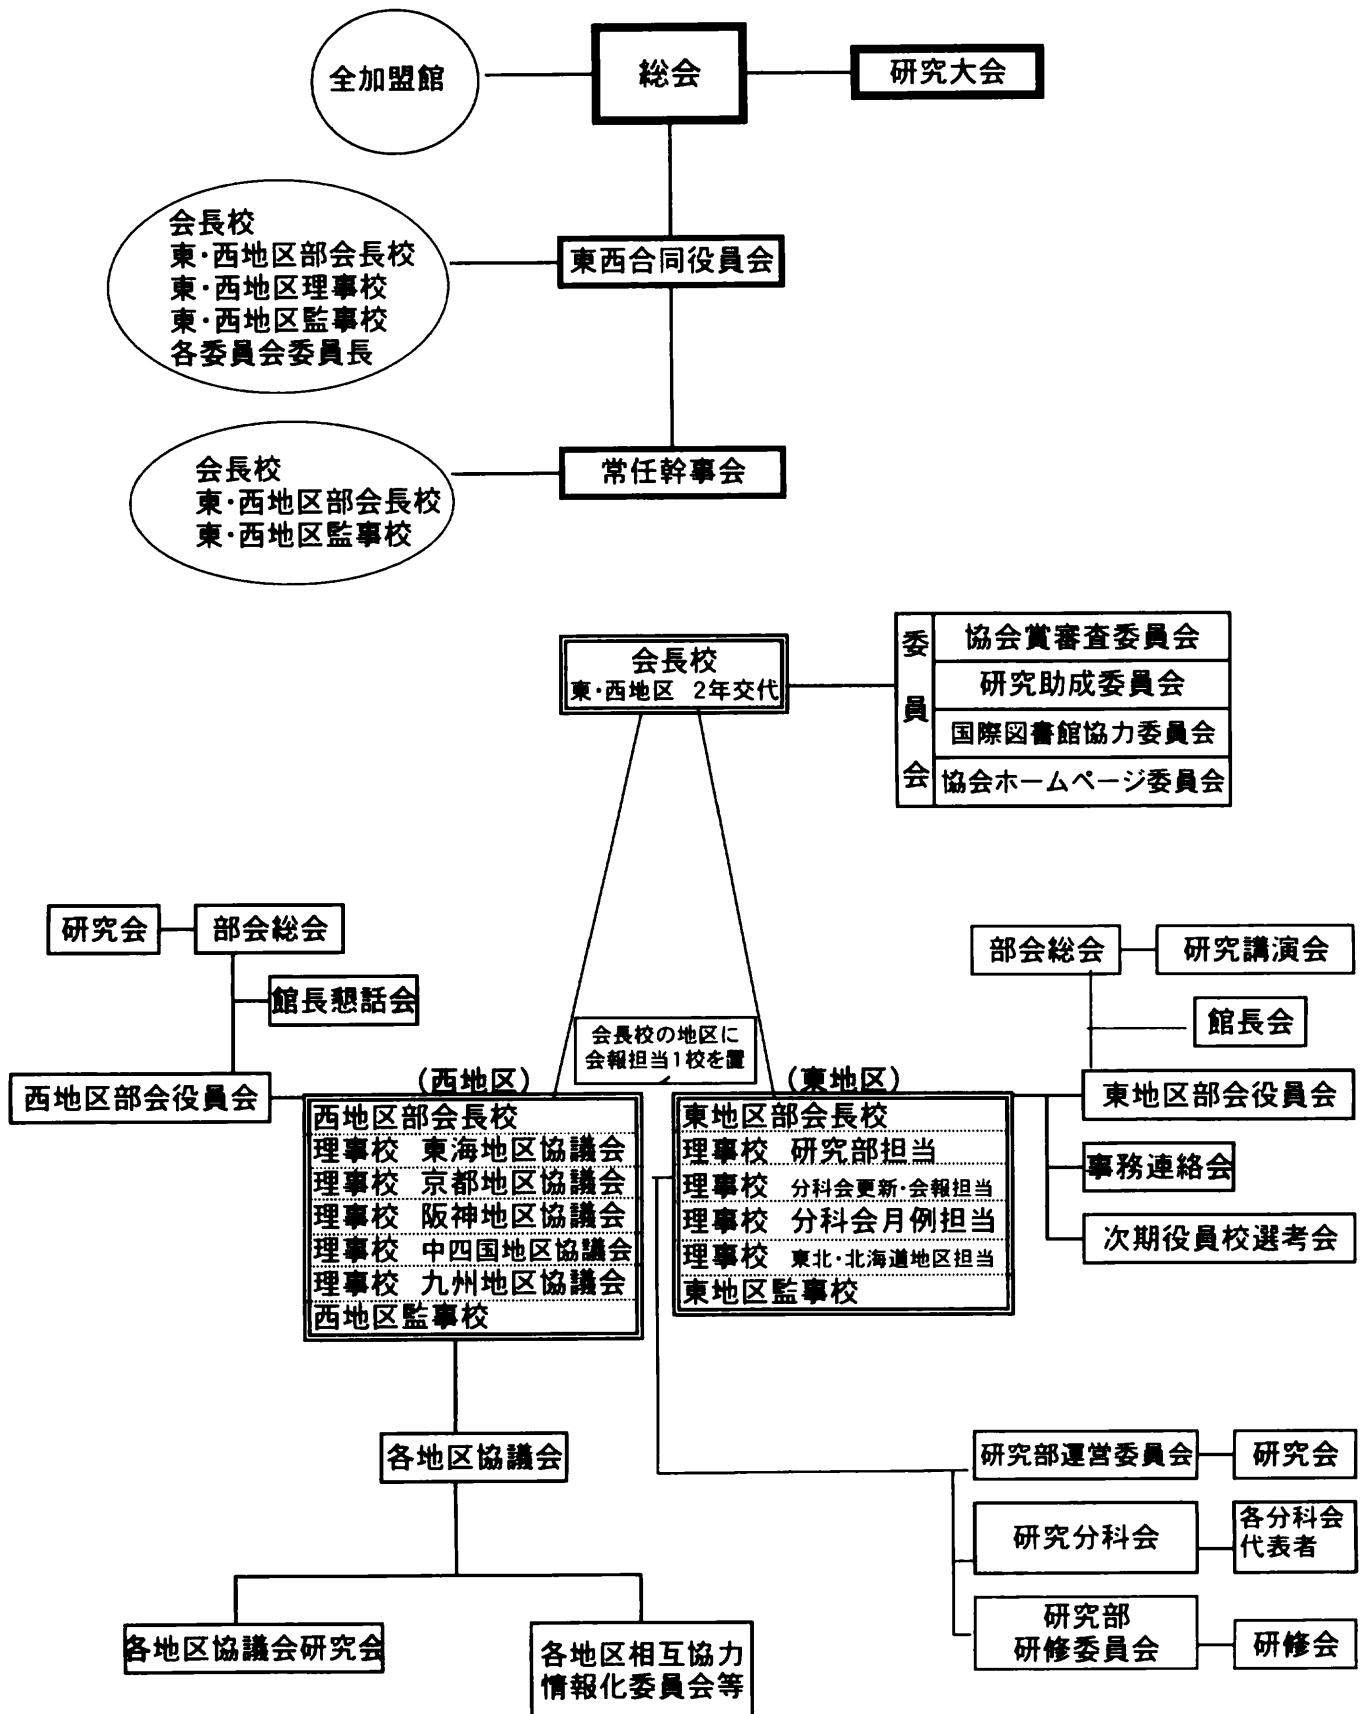 全加盟館
総会
研究大会
会長校
東・西地区部会長校
東・西地区理事校
東・西地区監事校
各委員会委員長
東西合同役員会
会長校
東・西地区部会長校
東・西地区監事校
常任幹事会
会長校
東・西地区 2年交代
委員会
協会賞審査委員会
研究助成委員会
国際図書館協力委員会
協会ホームページ委員会
研究会
部会総会
館長懇話会
西地区部会役員会
会長校の地区に
会報担当1校を置
部会総会
研究講演会
館長会
東地区部会役員会
事務連絡会
次期役員校選考会
(西地区)
西地区部会長校
理事校 東海地区協議会
理事校 京都地区協議会
理事校 阪神地区協議会
理事校 中四国地区協議会
理事校 九州地区協議会
西地区監事校
(東地区)
東地区部会長校
理事校 研究部担当
理事校 分科会更新・会報担当
理事校 分科会月例担当
理事校 東北・北海道地区担当
東地区監事校
各地区協議会
各地区協議会研究会
各地区相互協力
情報化委員会等
研究部運営委員会
研究会
研究分科会
各分科会
代表者
研究部
研修委員会
研修会